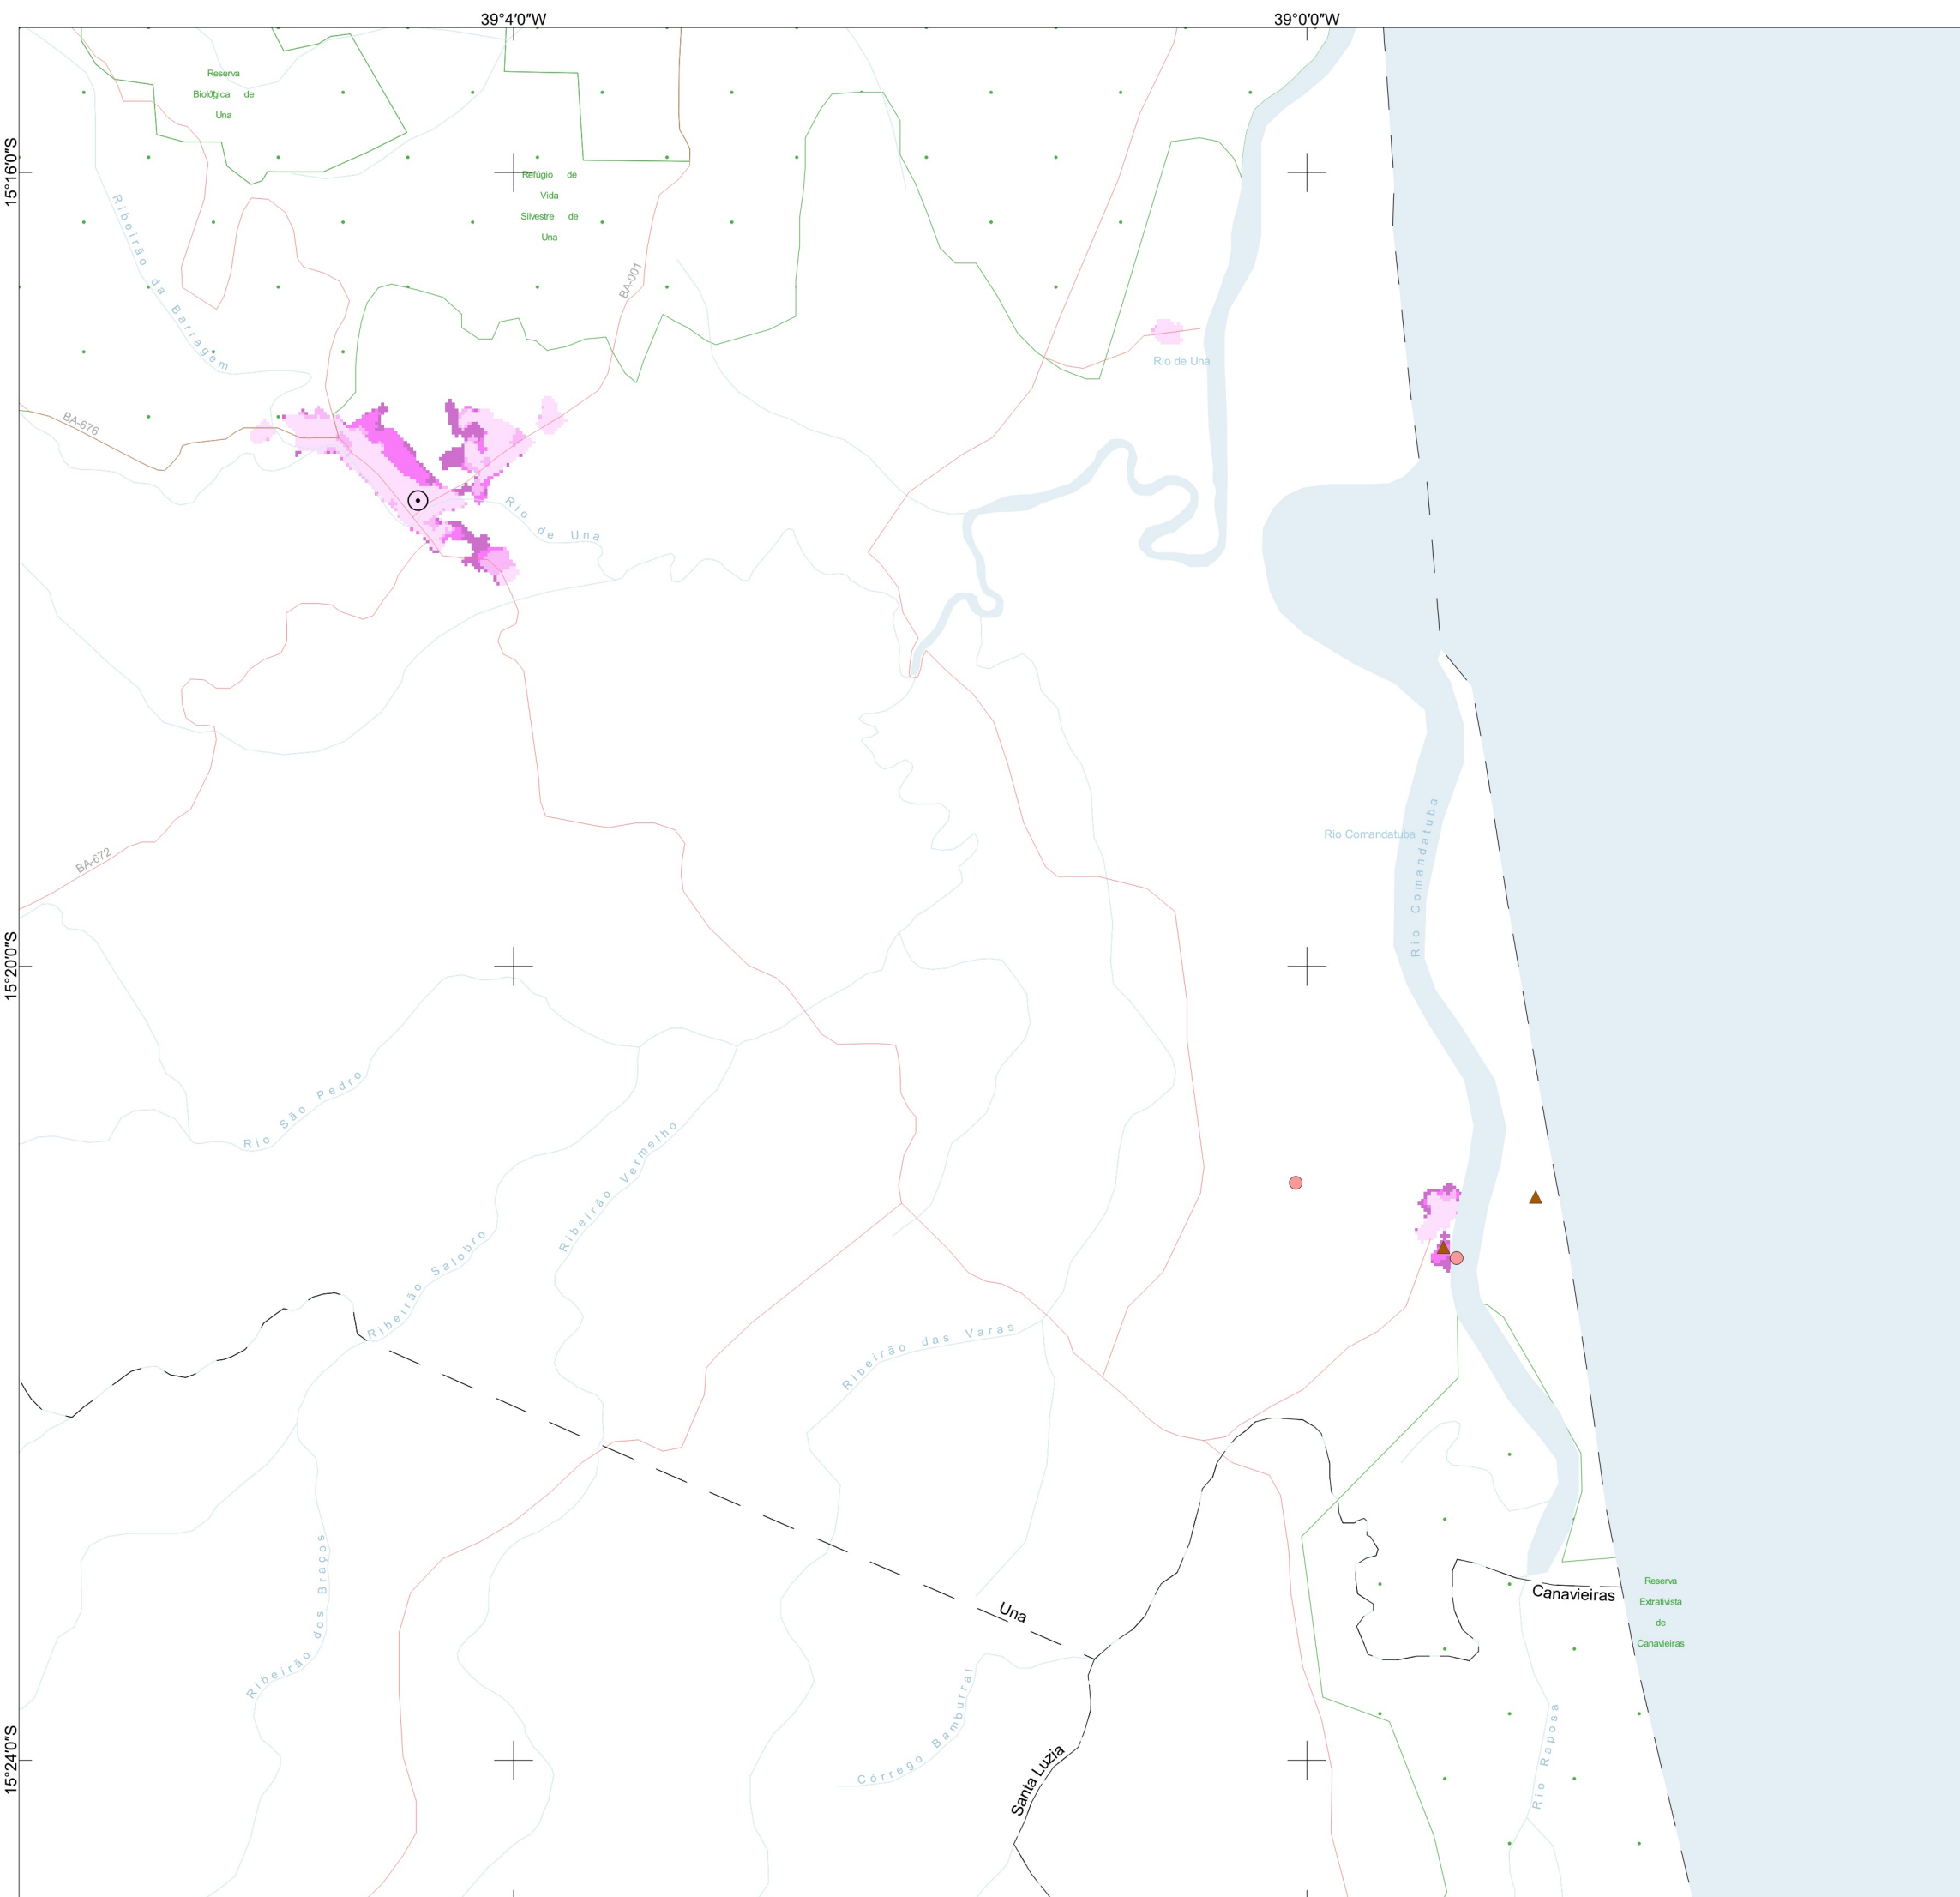 39°4'0"W
39°0'0"W
Reserva
Biológica de
Una
15°16'0"S
Refúgio de
Vida
Silvestre de
Una
Ribeirão da Barragem
BA-001
Rio de Una
BA-676
Rio de Una
Rio Comandatuba
Rio Comandatuba
BA-672
15°20'0"S
Rio São Pedro
Ribeirão Vermelho
Ribeirão Salobro
Ribeirão das Varas
Ribeirão dos Braços
Una
Canavieiras
Reserva
Extrativista
de
Canavieiras
Córrego Bamburral
Santa Luzia
Rio Raposa
15°24'0"S